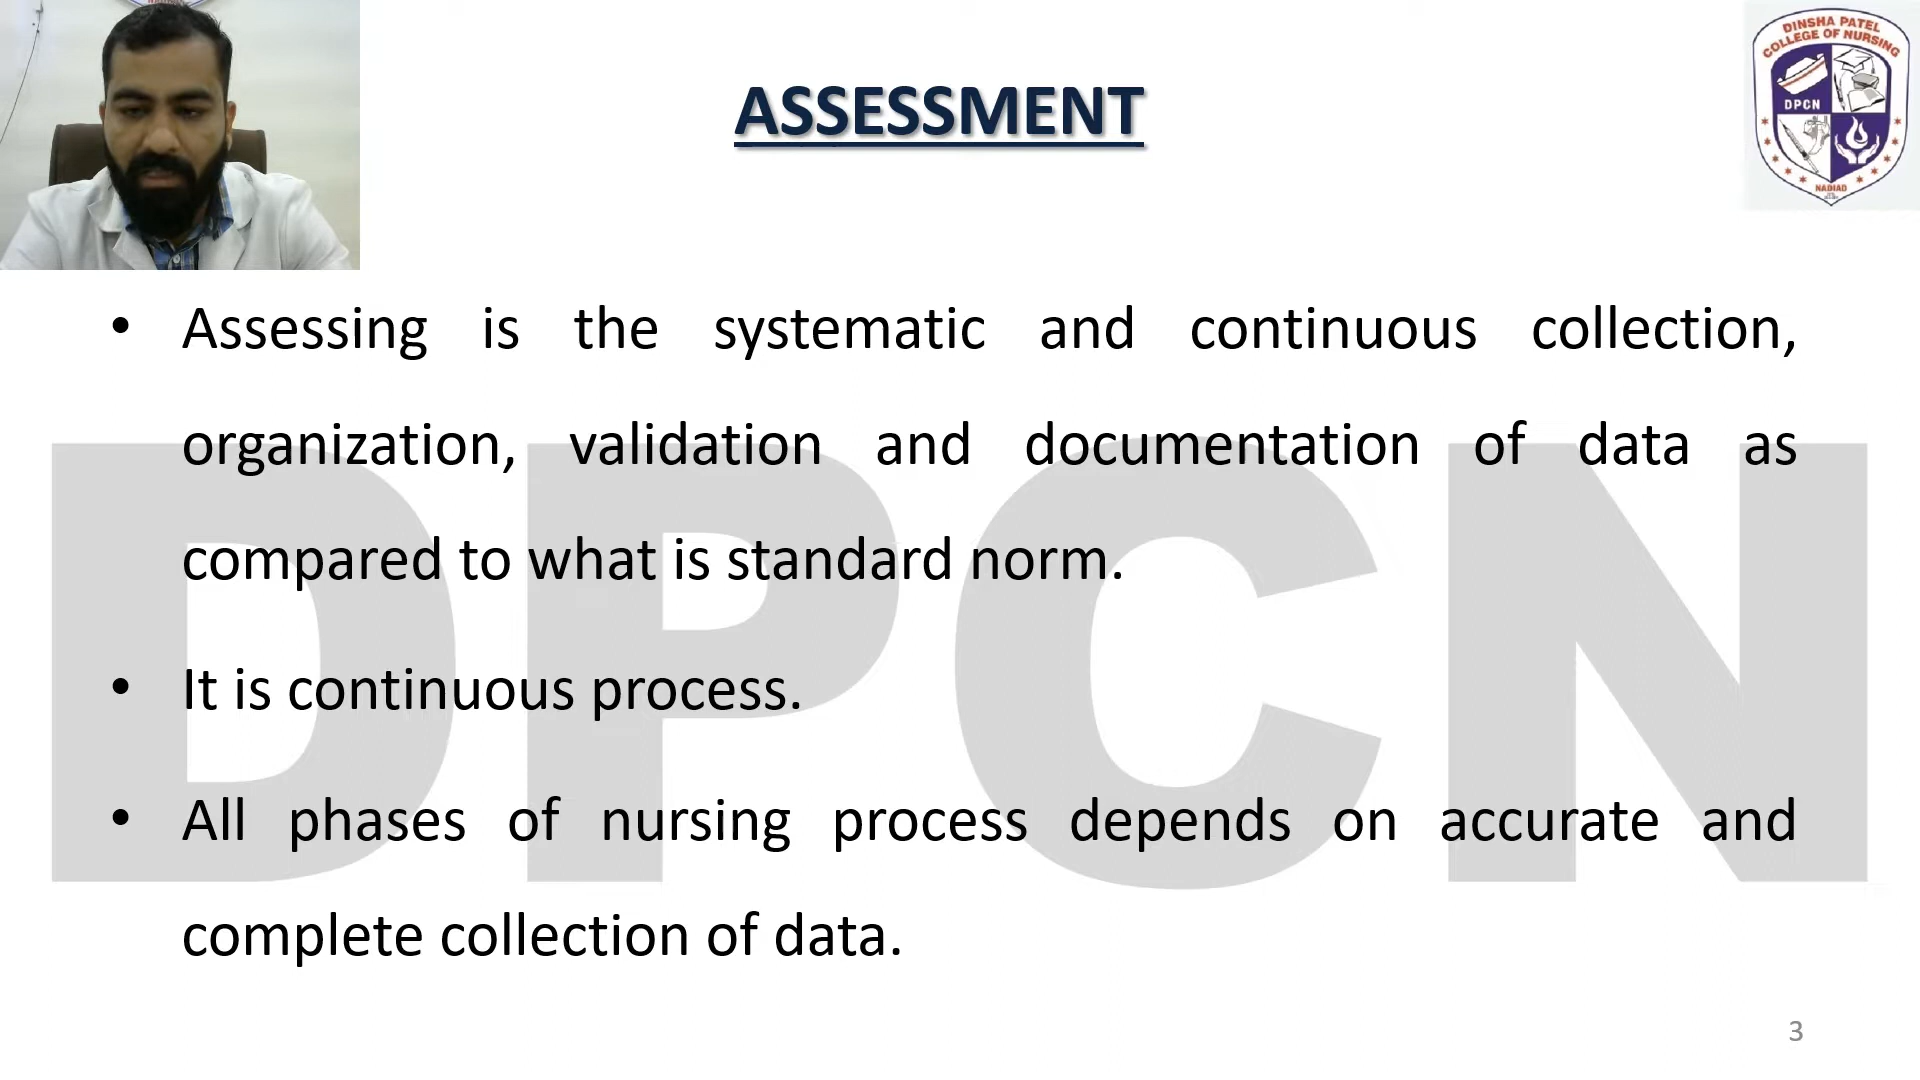 DINSHA PATEL
COLLEGE OF NURSING
DPCN
NADIAD
ASSESSMENT
• Assessing is the systematic and continuous collection,
organization, validation and documentation of data as
compared to what is standard norm.
• It is continuous process.
• All phases of nursing process depends on accurate and
complete collection of data.
DPCN
3